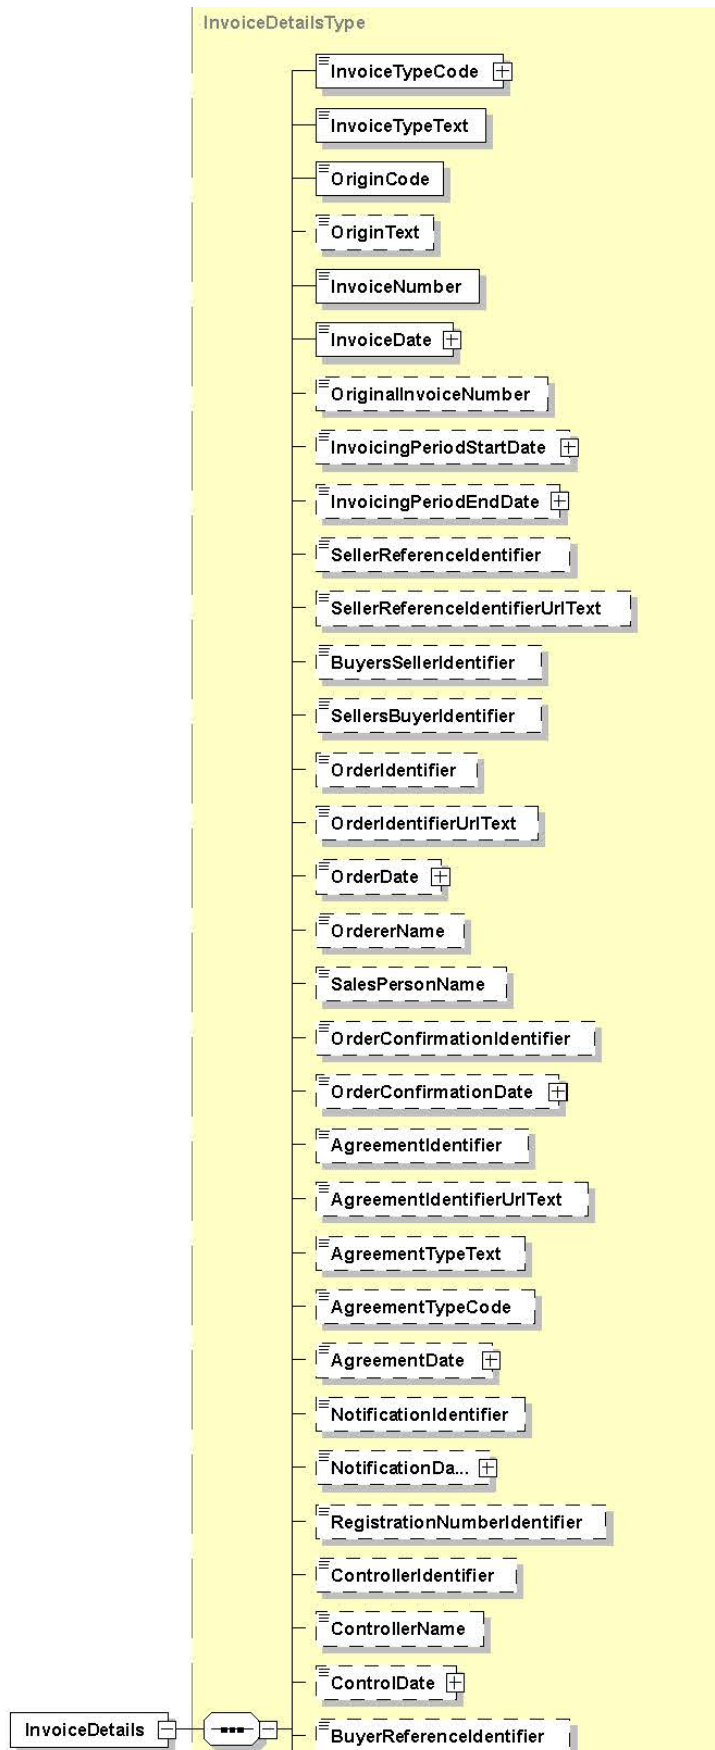 InvoiceDetailsType
InvoiceTypeCode
InvoiceTypeText
OriginCode
OriginText
InvoiceNumber
InvoiceDate
OriginalInvoiceNumber
InvoicingPeriodStartDate
InvoicingPeriodEndDate
SellerReferenceIdentifier
SellerReferenceIdentifierUrlText
BuyersSellerIdentifier
SellersBuyerIdentifier
OrderIdentifier
OrderIdentifierUrlText
OrderDate
OrdererName
SalesPersonName
OrderConfirmationIdentifier
OrderConfirmationDate
AgreementIdentifier
AgreementIdentifierUrlText
AgreementTypeText
AgreementTypeCode
AgreementDate
NotificationIdentifier
NotificationDa...
RegistrationNumberIdentifier
ControllerIdentifier
ControllerName
ControlDate
InvoiceDetails
BuyerReferenceIdentifier